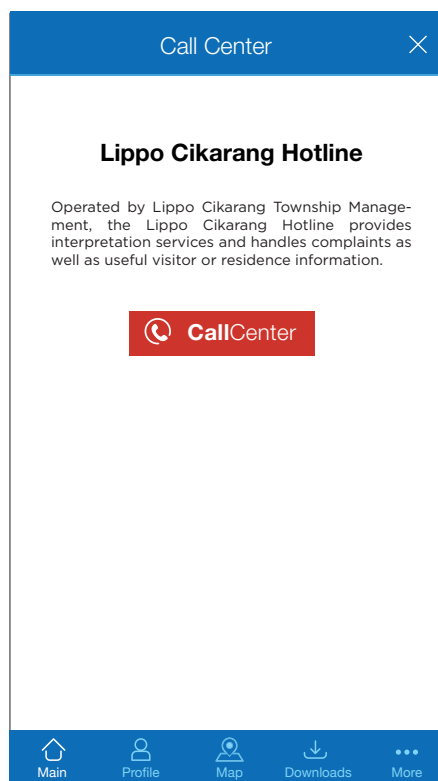 Call Center
Lippo Cikarang Hotline
Operated by Lippo Cikarang Township Manage-
ment, the Lippo Cikarang Hotline provides
interpretation services and handles complaints as
well as useful visitor or residence information.
CallCenter
Main Profile Map Downloads More